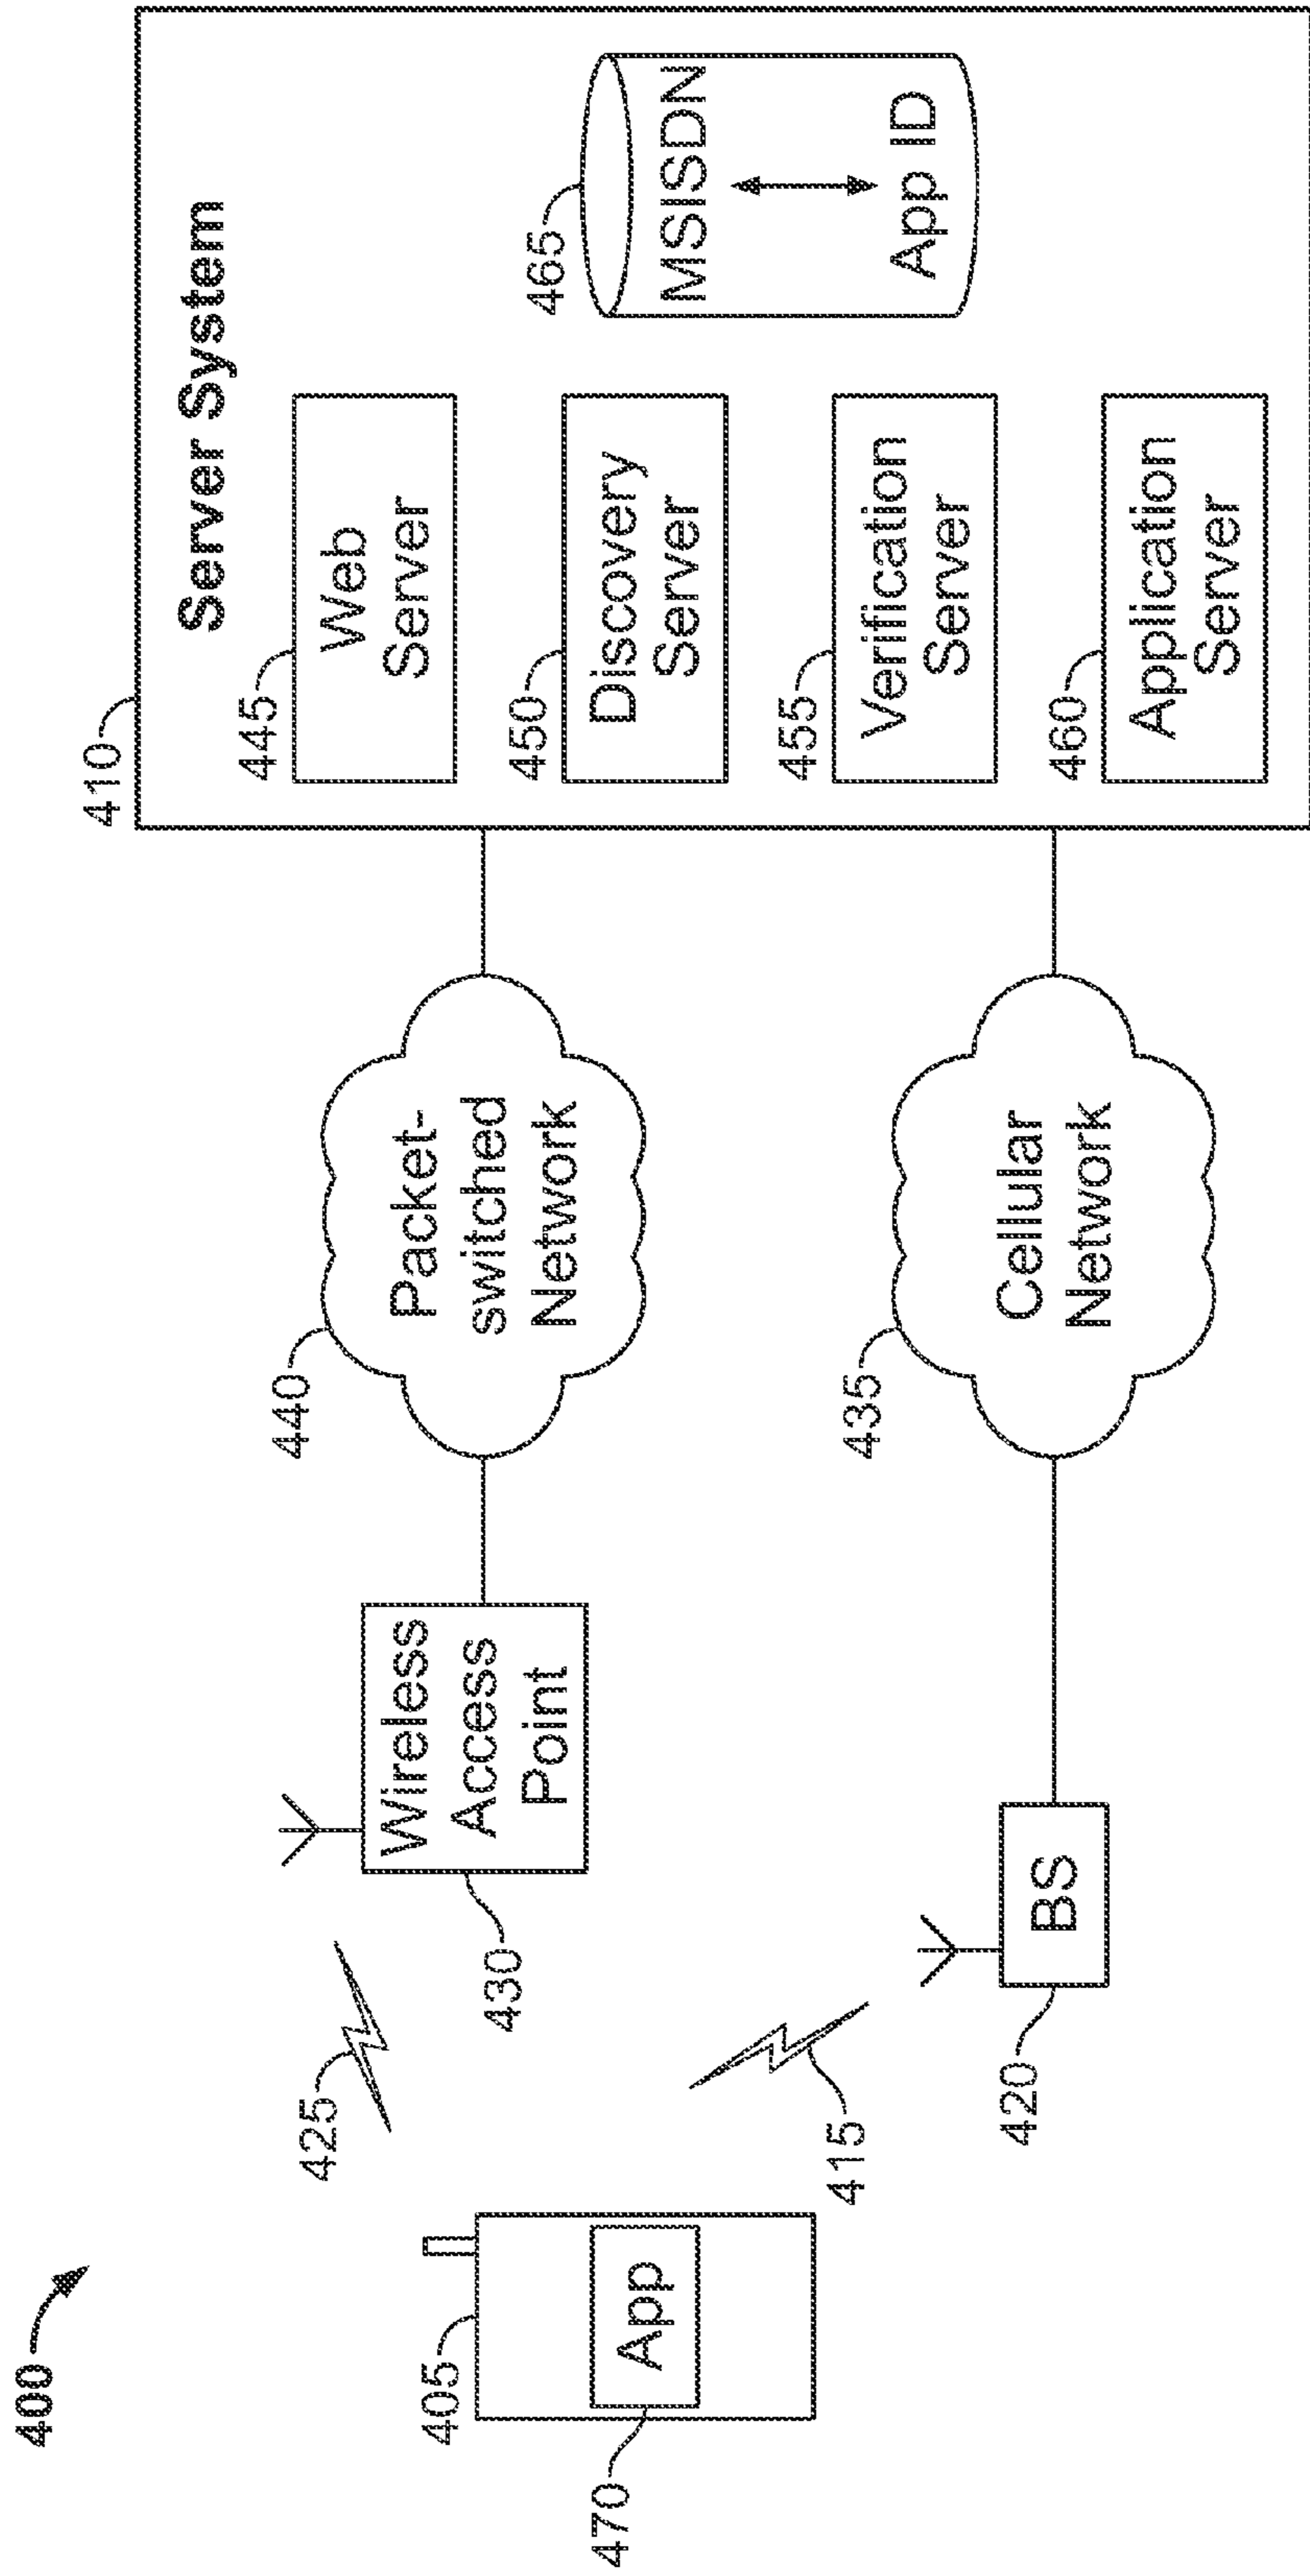 400
405
App
470
425
415
Wireless
Access
Point
430
BS
420
440
Packet-
switched
Network
435
Cellular
Network
410
Server System
445
Web
Server
450
Discovery
Server
455
Verification
Server
460
Application
Server
465
MSISDN
App ID